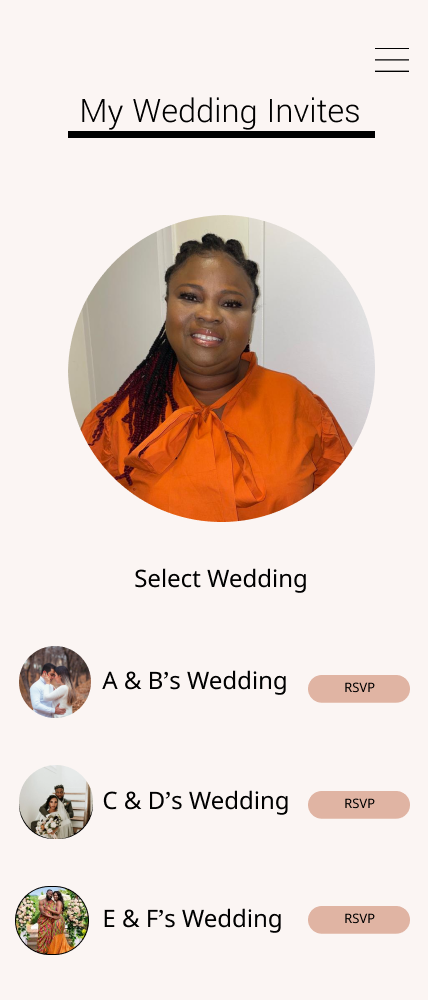 My Wedding Invites
Select Wedding
A & B’s Wedding
RSVP
C & D’s Wedding
RSVP
E & F’s Wedding
RSVP